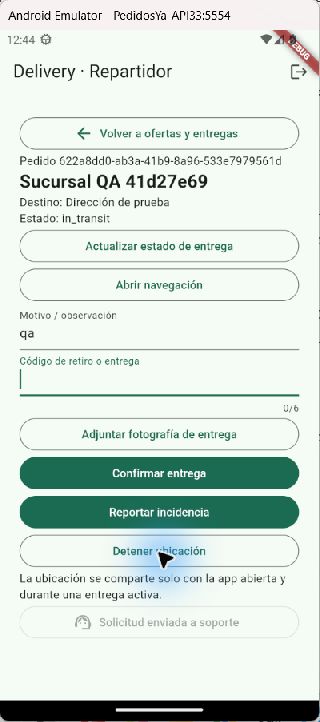 Android Emulator - PedidosYa-API33:5554
12:44
DEBUG
Delivery · Repartidor
Volver a ofertas y entregas
Pedido 622a8dd0-ab3a-41b9-8a96-533e7979561d
Sucursal QA 41d27e69
Destino: Dirección de prueba
Estado: in_transit
Actualizar estado de entrega
Abrir navegación
Motivo / observación
qa
Código de retiro o entrega
0/6
Adjuntar fotografía de entrega
Confirmar entrega
Reportar incidencia
Detener ubicación
La ubicación se comparte solo con la app abierta y
durante una entrega activa.
Solicitud enviada a soporte